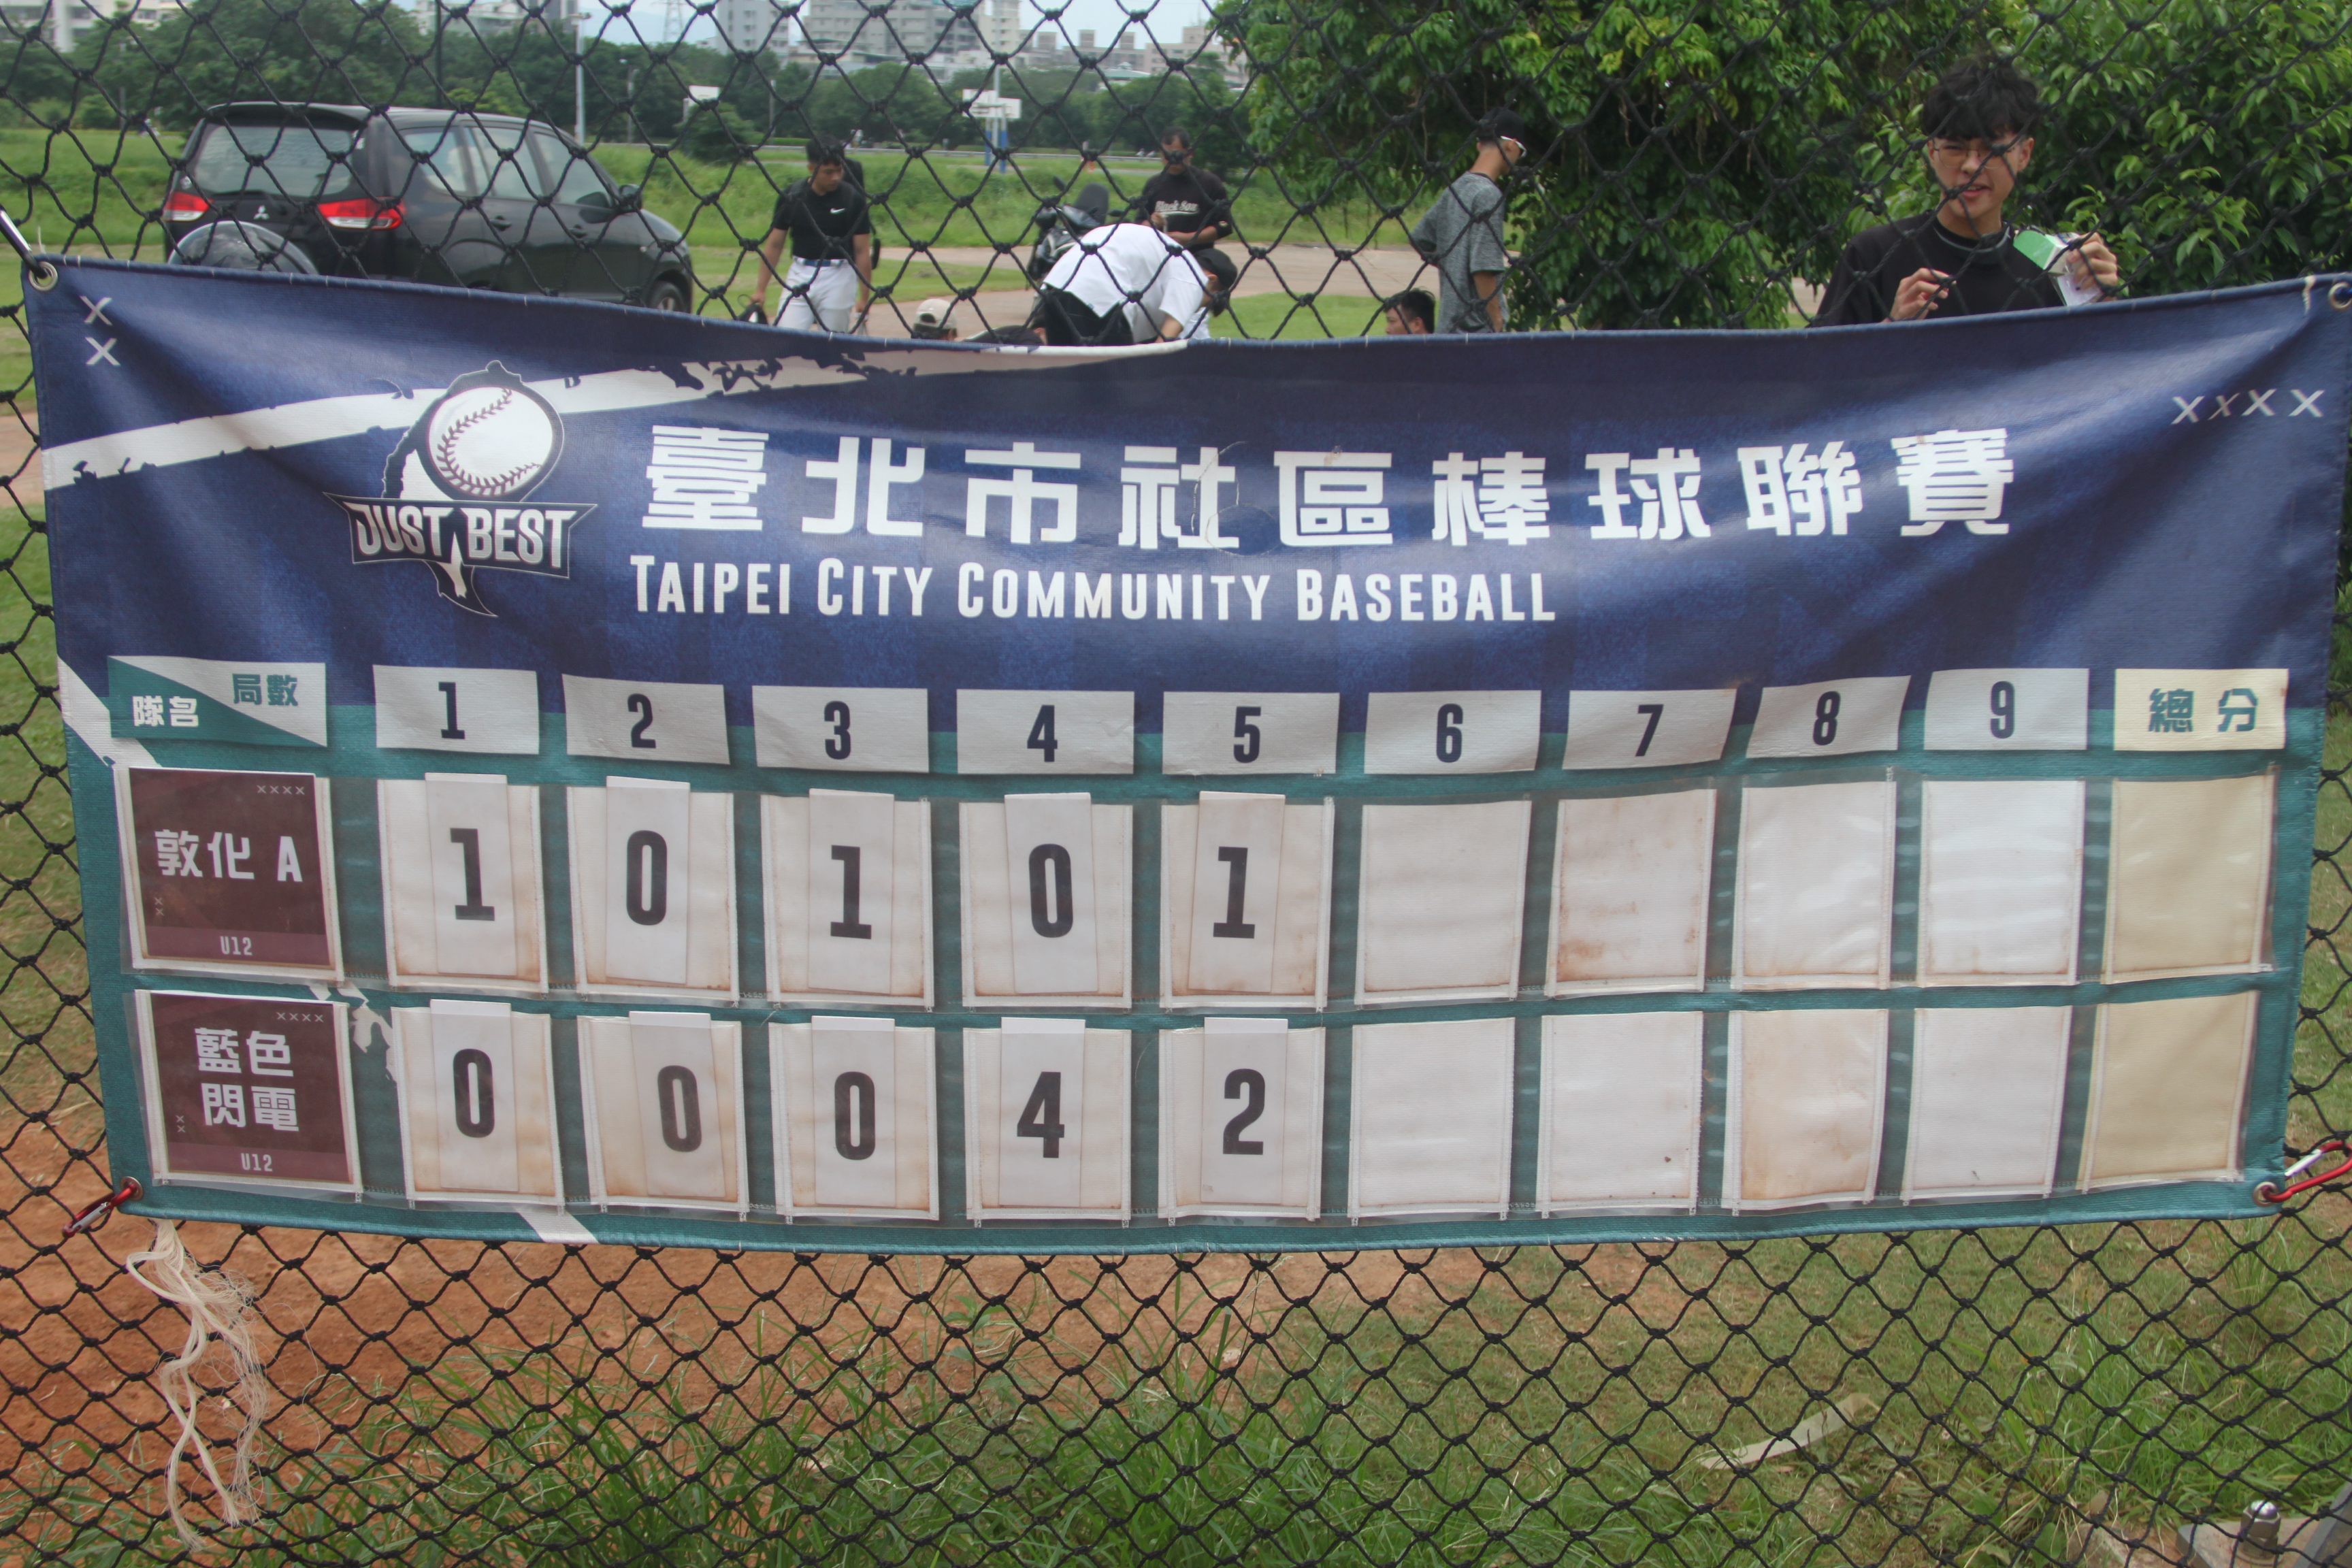 Black Sox
JUST BEST
臺北市社區棒球聯賽
TAIPEI CITY COMMUNITY BASEBALL
隊名 局數 1 2 3 4 5 6 7 8 9 總分
敦化 A 1 0 1 0 1
U12
藍色 0 0 0 4 2
閃電
U12